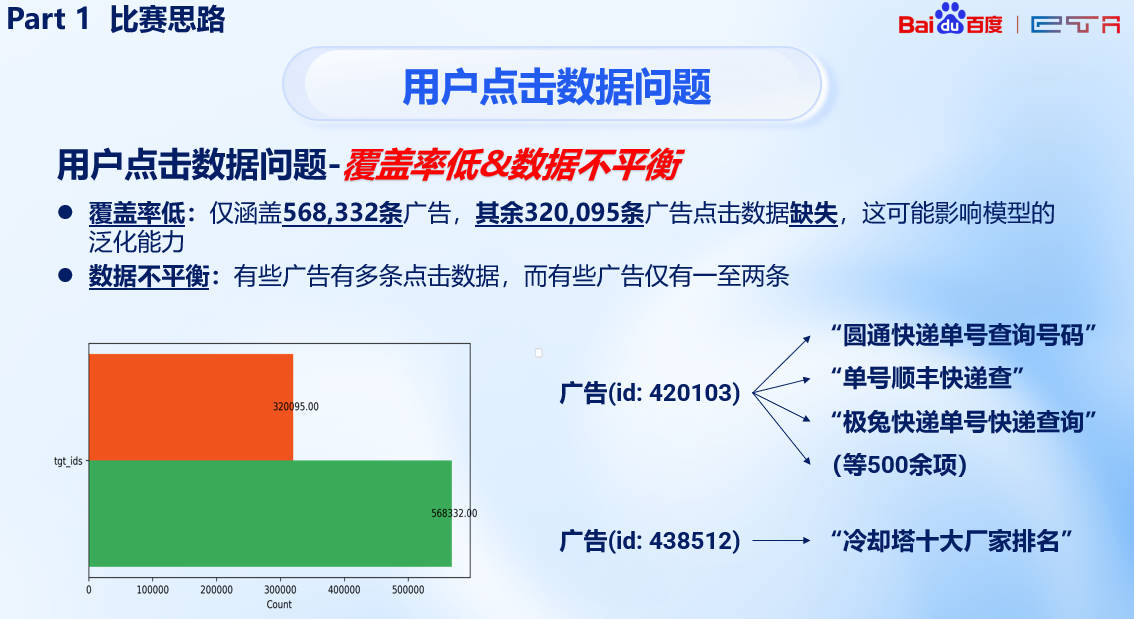 Part 1 比赛思路
Bai du 百度 | ETA
用户点击数据问题
用户点击数据问题-覆盖率低&数据不平衡
● 覆盖率低：仅涵盖568,332条广告，其余320,095条广告点击数据缺失，这可能影响模型的
泛化能力
● 数据不平衡：有些广告有多条点击数据，而有些广告仅有一至两条
320095.00
tgt_ids
568332.00
0 100000 200000 300000 400000 500000
Count
广告(id: 420103)
“圆通快递单号查询号码”
“单号顺丰快递查”
“极兔快递单号快递查询”
(等500余项)
广告(id: 438512)
“冷却塔十大厂家排名”